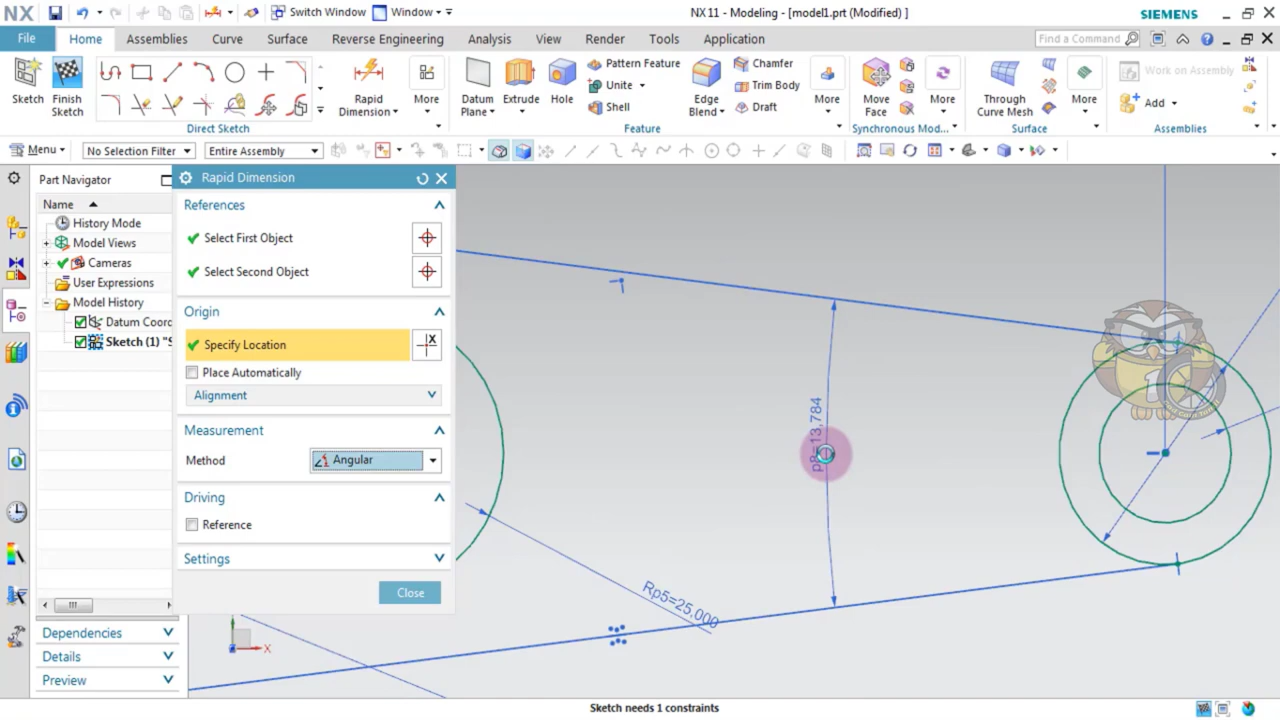 NX
Switch Window
Window
NX 11 - Modeling - [model1.prt (Modified) ]
SIEMENS
File
Home
Assemblies
Curve
Surface
Reverse Engineering
Analysis
View
Render
Tools
Application
Find a Command
Sketch
Finish
Sketch
Rapid
Dimension
More
Direct Sketch
Datum
Plane
Extrude
Hole
Pattern Feature
Unite
Shell
Edge
Blend
Chamfer
Trim Body
Draft
More
Feature
Move
Face
More
Synchronous Mod...
Through
Curve Mesh
More
Surface
Work on Assembly
Add
Assemblies
Menu
No Selection Filter
Entire Assembly
Part Navigator
Name
History Mode
Model Views
Cameras
User Expressions
Model History
Datum Coord
Sketch (1) "S
Dependencies
Details
Preview
Rapid Dimension
References
Select First Object
Select Second Object
Origin
Specify Location
Place Automatically
Alignment
Measurement
Method
Angular
Driving
Reference
Settings
Close
p8=13,784
Rp5=25,000
X
Sketch needs 1 constraints